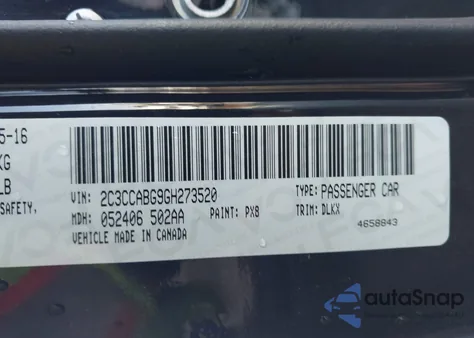 5-16
KG
LB
SAFETY,
VIN: 2C3CCABG9GH273520
TYPE: PASSENGER CAR
MDH: 052406 502AA
PAINT: PX8
TRIM: DLKX
VEHICLE MADE IN CANADA
4658843
autoSnap